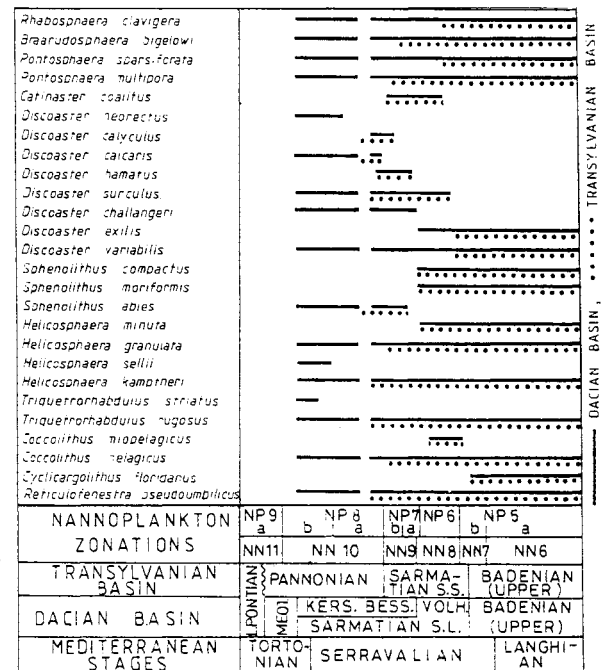 Rhabosphaera clavigera
Braarudosphaera bigelowi
Pontosphaera
Pontosphaera multipora
Catinaster coalitus
Discoaster neorectus
Discoaster calyculus
Discoaster calcaris
Discoaster hamatus
Discoaster surculus
Discoaster challangeri
Discoaster exilis
Discoaster variabilis
Sphenolithus compactus
Sphenolithus moriformis
Sphenolithus abies
Helicosphaera minuta
Helicosphaera granulata
Helicosphaera sellii
Helicosphaera kamptneri
Triquetrorhabdulus striatus
Triquetrorhabdulus rugosus
Coccolithus miopelagicus
Coccolithus pelagicus
Cyclicargolithus floridanus
Reticulofenestra pseudoumbilicus
DACIAN BASIN, TRANSYLVANIAN BASIN
NANNOPLANKTON ZONATIONS
NP9 NP8 NP7 NP6 NP5
a b a b a b a
NN11 NN 10 NN9 NN8 NN7 NN6
TRANSYLVANIAN BASIN
PANNONIAN SARMATIAN S.S. BADENIAN (UPPER)
DACIAN BASIN
PONTIAN MEOT KERS. BESS. VOLH. BADENIAN
SARMATIAN S.L. (UPPER)
MEDITERRANEAN STAGES
TORTONIAN SERRAVALIAN LANGHIAN